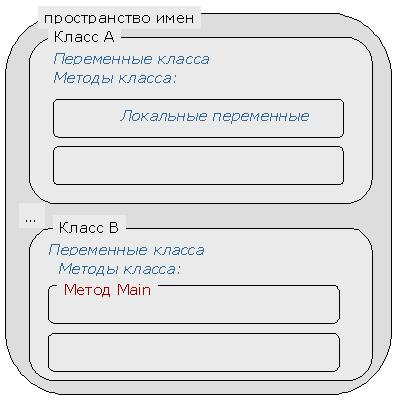 пространство имен
Класс A
Переменные класса
Методы класса:
Локальные переменные
...
Класс B
Переменные класса
Методы класса:
Метод Main